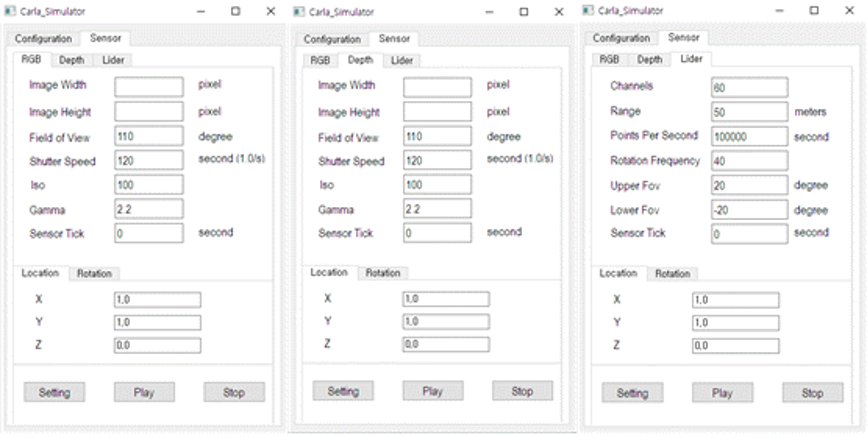 Carla_Simulator
Configuration Sensor
RGB Depth Lider
Image Width pixel
Image Height pixel
Field of View 110 degree
Shutter Speed 120 second (1.0/s)
Iso 100
Gamma 2.2
Sensor Tick 0 second
Location Rotation
X 1.0
Y 1.0
Z 0.0
Setting Play Stop
Carla_Simulator
Configuration Sensor
RGB Depth Lider
Image Width pixel
Image Height pixel
Field of View 110 degree
Shutter Speed 120 second (1.0/s)
Iso 100
Gamma 2.2
Sensor Tick 0 second
Location Rotation
X 1.0
Y 1.0
Z 0.0
Setting Play Stop
Carla_Simulator
Configuration Sensor
RGB Depth Lider
Channels 60
Range 50 meters
Points Per Second 100000 second
Rotation Frequency 40
Upper Fov 20 degree
Lower Fov -20 degree
Sensor Tick 0 second
Location Rotation
X 1.0
Y 1.0
Z 0.0
Setting Play Stop